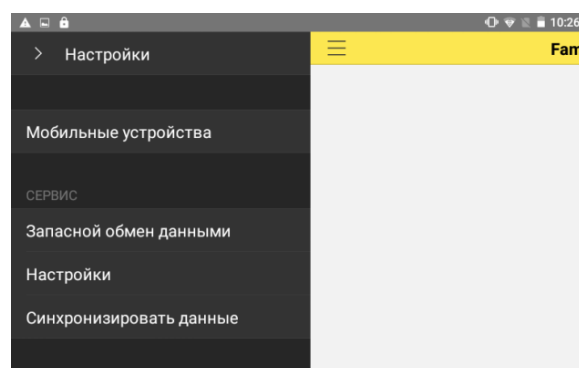 10:26
Настройки
Fam
Мобильные устройства
СЕРВИС
Запасной обмен данными
Настройки
Синхронизировать данные